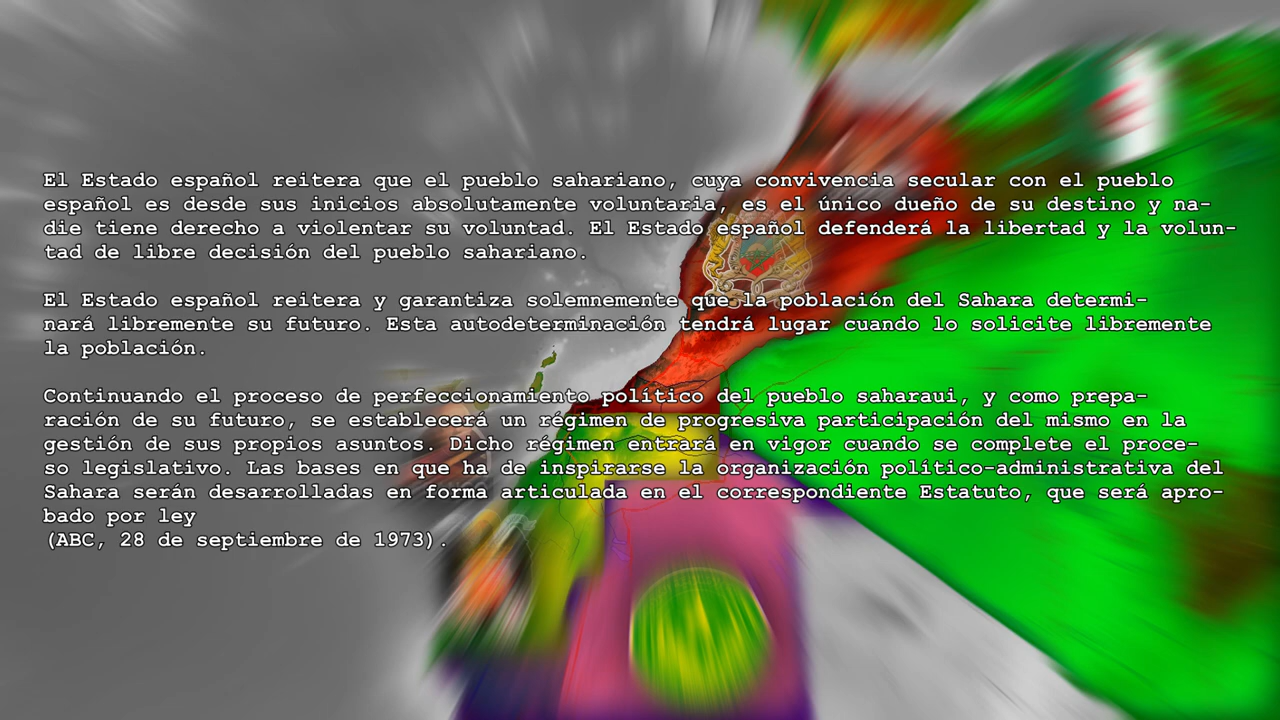 El Estado español reitera que el pueblo sahariano, cuya convivencia secular con el pueblo
español es desde sus inicios absolutamente voluntaria, es el único dueño de su destino y na-
die tiene derecho a violentar su voluntad. El Estado español defenderá la libertad y la volun-
tad de libre decisión del pueblo sahariano.
El Estado español reitera y garantiza solemnemente que la población del Sahara determi-
nará libremente su futuro. Esta autodeterminación tendrá lugar cuando lo solicite libremente
la población.
Continuando el proceso de perfeccionamiento político del pueblo saharaui, y como prepa-
ración de su futuro, se establecerá un régimen de progresiva participación del mismo en la
gestión de sus propios asuntos. Dicho régimen entrará en vigor cuando se complete el proce-
so legislativo. Las bases en que ha de inspirarse la organización político-administrativa del
Sahara serán desarrolladas en forma articulada en el correspondiente Estatuto, que será apro-
bado por ley
(ABC, 28 de septiembre de 1973).